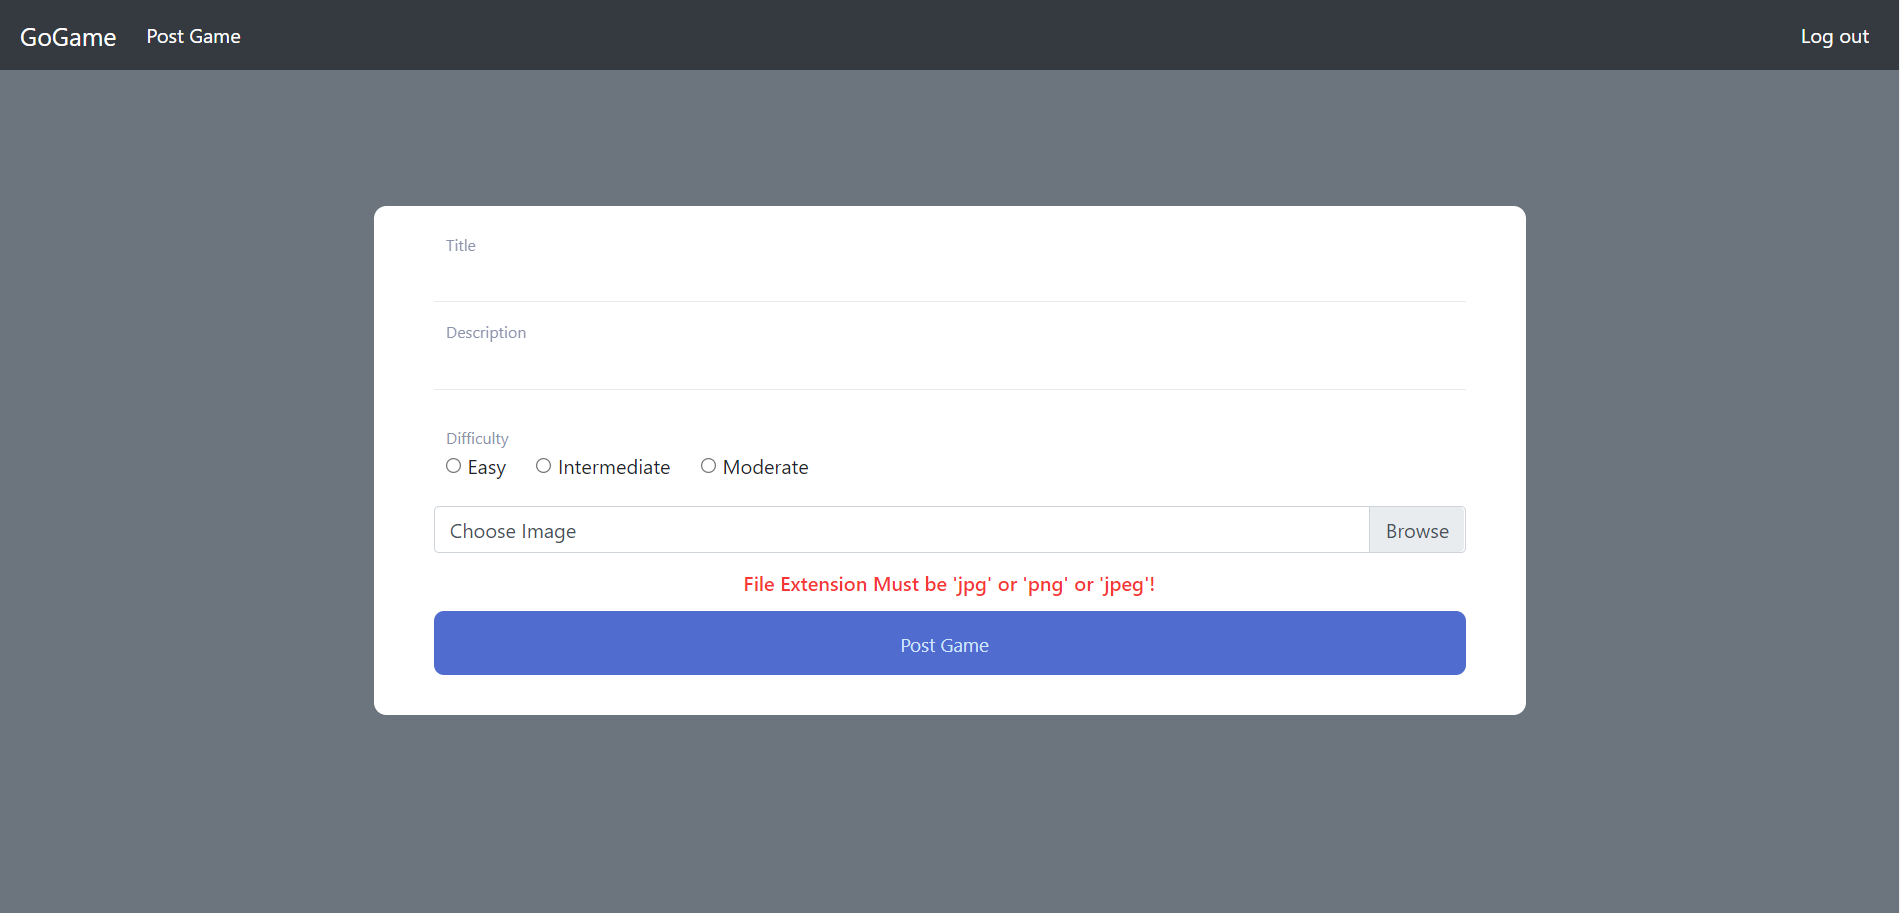 GoGame Post Game Log out
Title
Description
Difficulty
Easy Intermediate Moderate
Choose Image Browse
File Extension Must be 'jpg' or 'png' or 'jpeg'!
Post Game